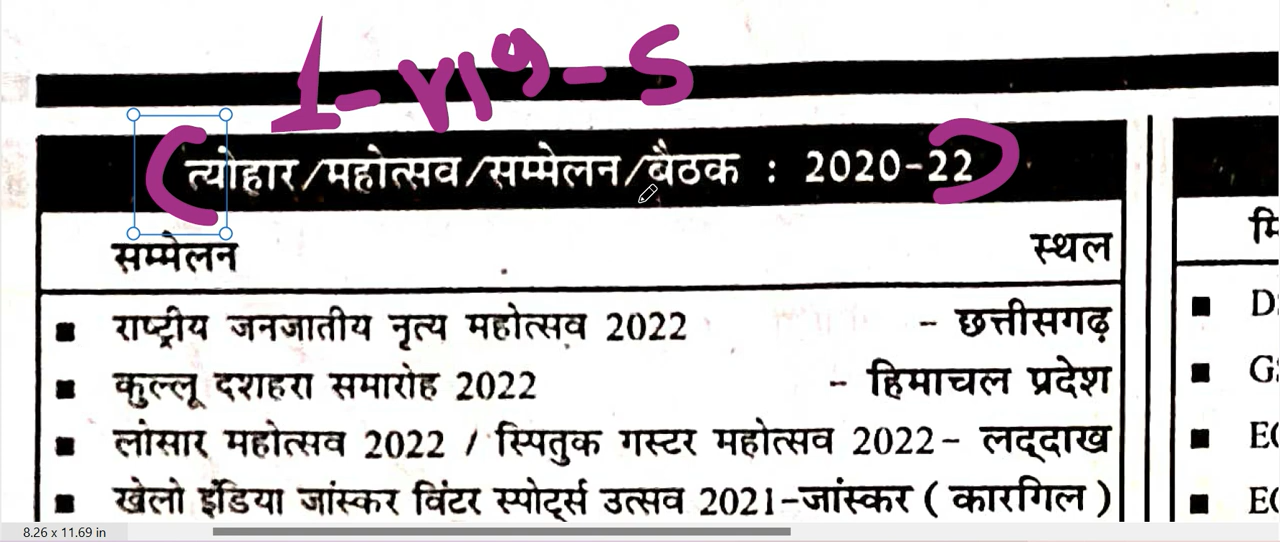 1-भाग-5
त्योहार/महोत्सव/सम्मेलन/बैठक : 2020-22
सम्मेलन स्थल
▪ राष्ट्रीय जनजातीय नृत्य महोत्सव 2022 - छत्तीसगढ़
▪ कुल्लू दशहरा समारोह 2022 - हिमाचल प्रदेश
▪ लांसार महोत्सव 2022 / स्पितुक गस्टर महोत्सव 2022- लद्दाख
▪ खेलो इंडिया जांस्कर विंटर स्पोर्ट्स उत्सव 2021-जांस्कर ( कारगिल )
8.26 x 11.69 in